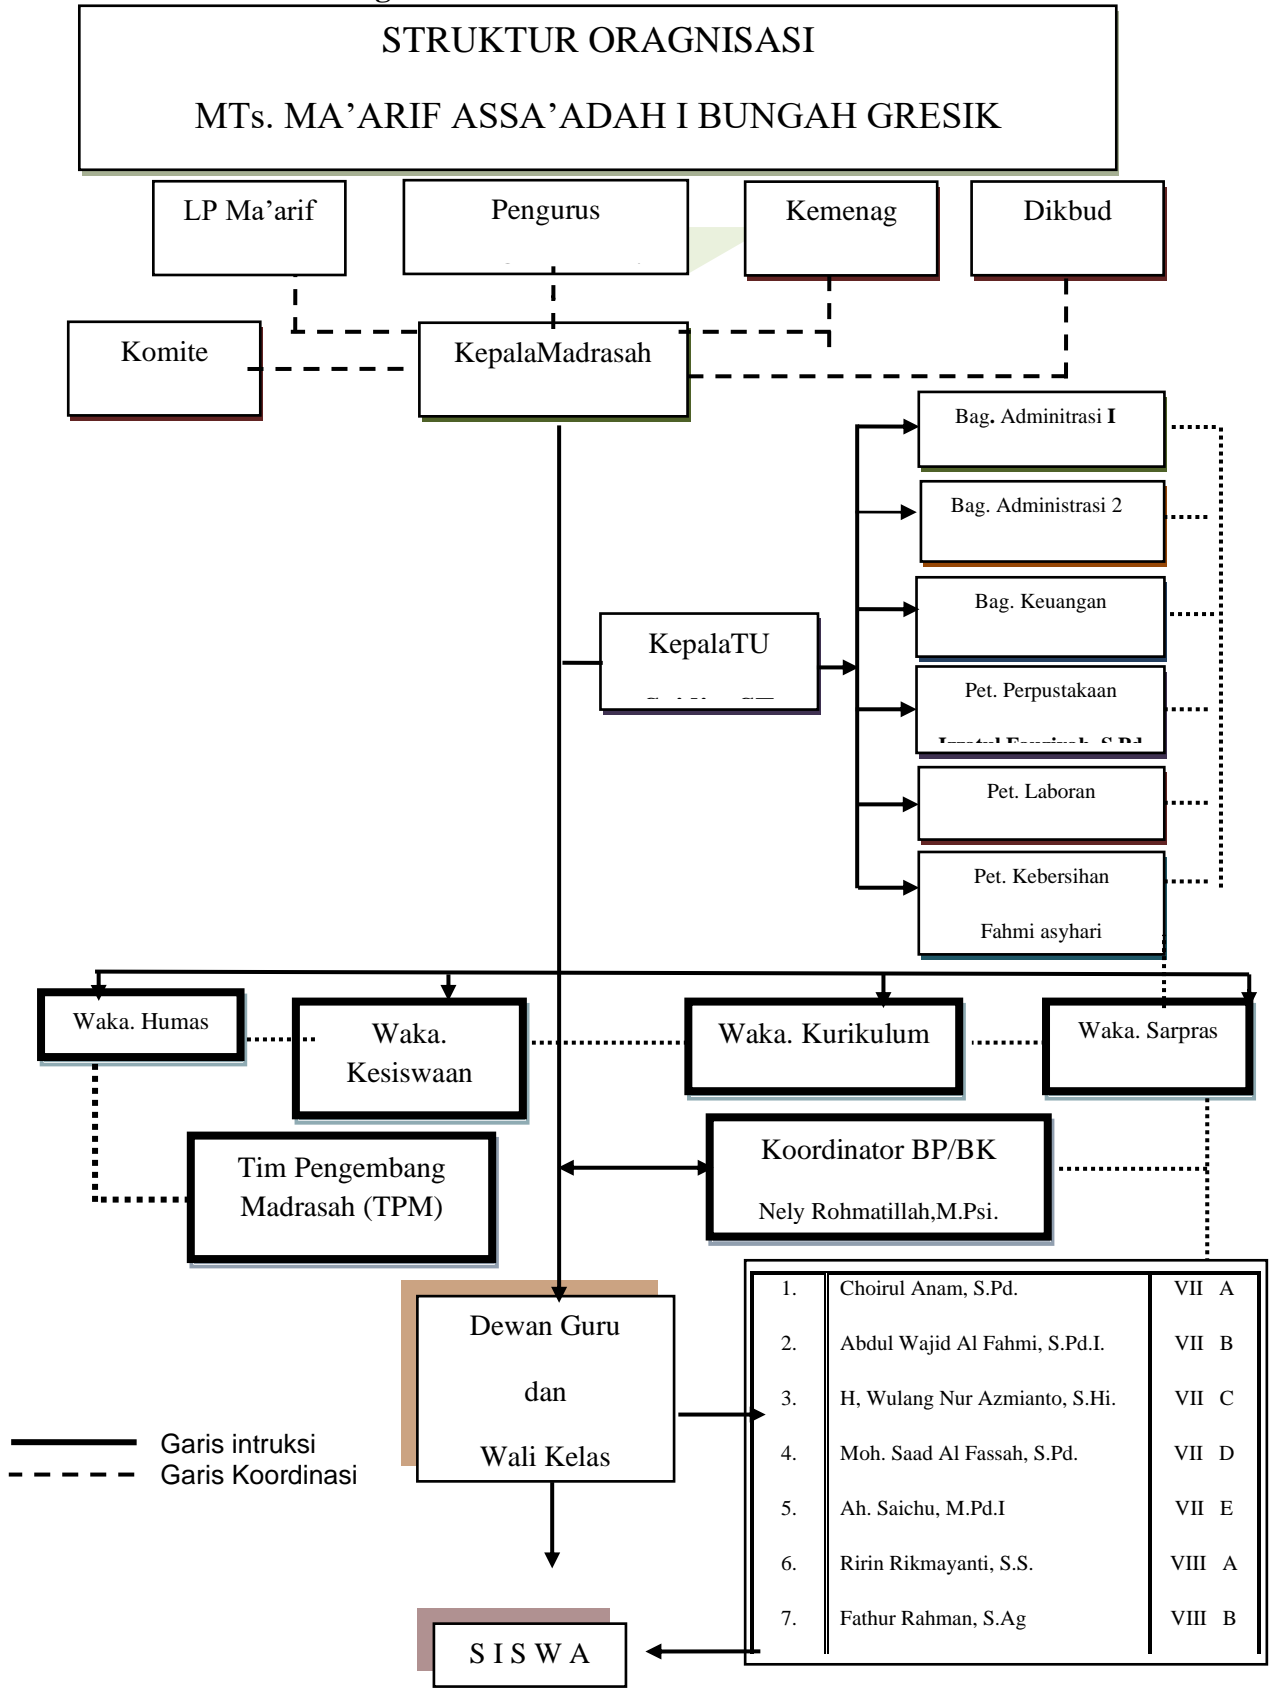 STRUKTUR ORAGNISASI
MTs. MA’ARIF ASSA’ADAH I BUNGAH GRESIK
LP Ma’arif
Pengurus
Kemenag
Dikbud
Komite
KepalaMadrasah
Bag. Adminitrasi I
Bag. Administrasi 2
Bag. Keuangan
KepalaTU
Pet. Perpustakaan
Pet. Laboran
Pet. Kebersihan
Fahmi asyhari
Waka. Humas
Waka.
Kesiswaan
Waka. Kurikulum
Waka. Sarpras
Tim Pengembang
Madrasah (TPM)
Koordinator BP/BK
Nely Rohmatillah,M.Psi.
Dewan Guru
dan
Wali Kelas
1. Choirul Anam, S.Pd. VII A
2. Abdul Wajid Al Fahmi, S.Pd.I. VII B
3. H, Wulang Nur Azmianto, S.Hi. VII C
4. Moh. Saad Al Fassah, S.Pd. VII D
5. Ah. Saichu, M.Pd.I VII E
6. Ririn Rikmayanti, S.S. VIII A
7. Fathur Rahman, S.Ag VIII B
Garis intruksi
Garis Koordinasi
S I S W A